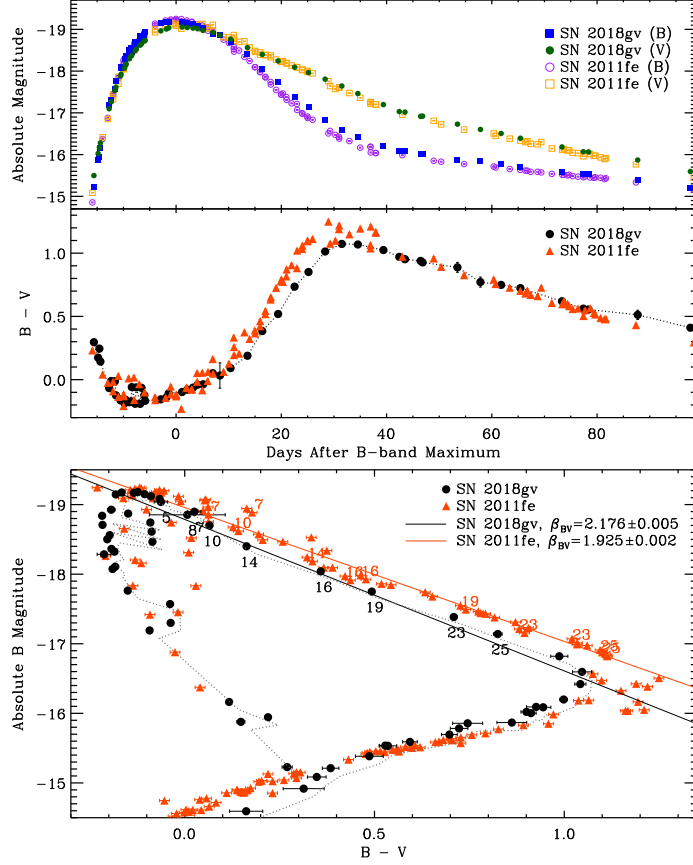 Absolute Magnitude
-19
-18
-17
-16
-15
SN 2018gv (B)
SN 2018gv (V)
SN 2011fe (B)
SN 2011fe (V)
B - V
1.0
0.5
0.0
SN 2018gv
SN 2011fe
0 20 40 60 80
Days After B-band Maximum
Absolute B Magnitude
-19
-18
-17
-16
-15
SN 2018gv
SN 2011fe
SN 2018gv, βBV=2.176±0.005
SN 2011fe, βBV=1.925±0.002
7 7
10
14
16 16
19
23
23
25
5
8 7
10
14
16
19
23
25
0.0 0.5 1.0
B - V